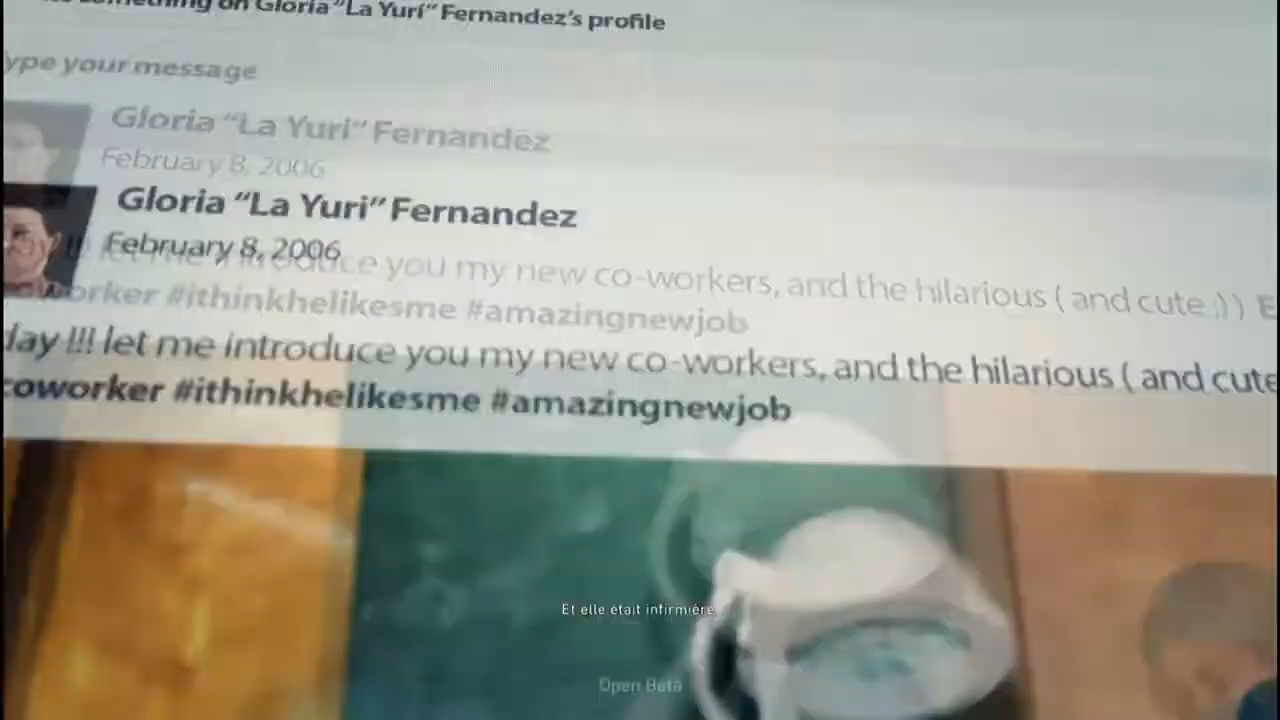 something on Gloria "La Yuri" Fernandez's profile
ype your message
Gloria "La Yuri" Fernandez
February 8, 2006
Gloria "La Yuri" Fernandez
February 8, 2006
introduce you my new co-workers, and the hilarious ( and cute ;) ) E
orker #ithinkhelikesme #amazingnewjob
day !!! let me introduce you my new co-workers, and the hilarious ( and cute
coworker #ithinkhelikesme #amazingnewjob
Et elle était infirmière.
Open Beta